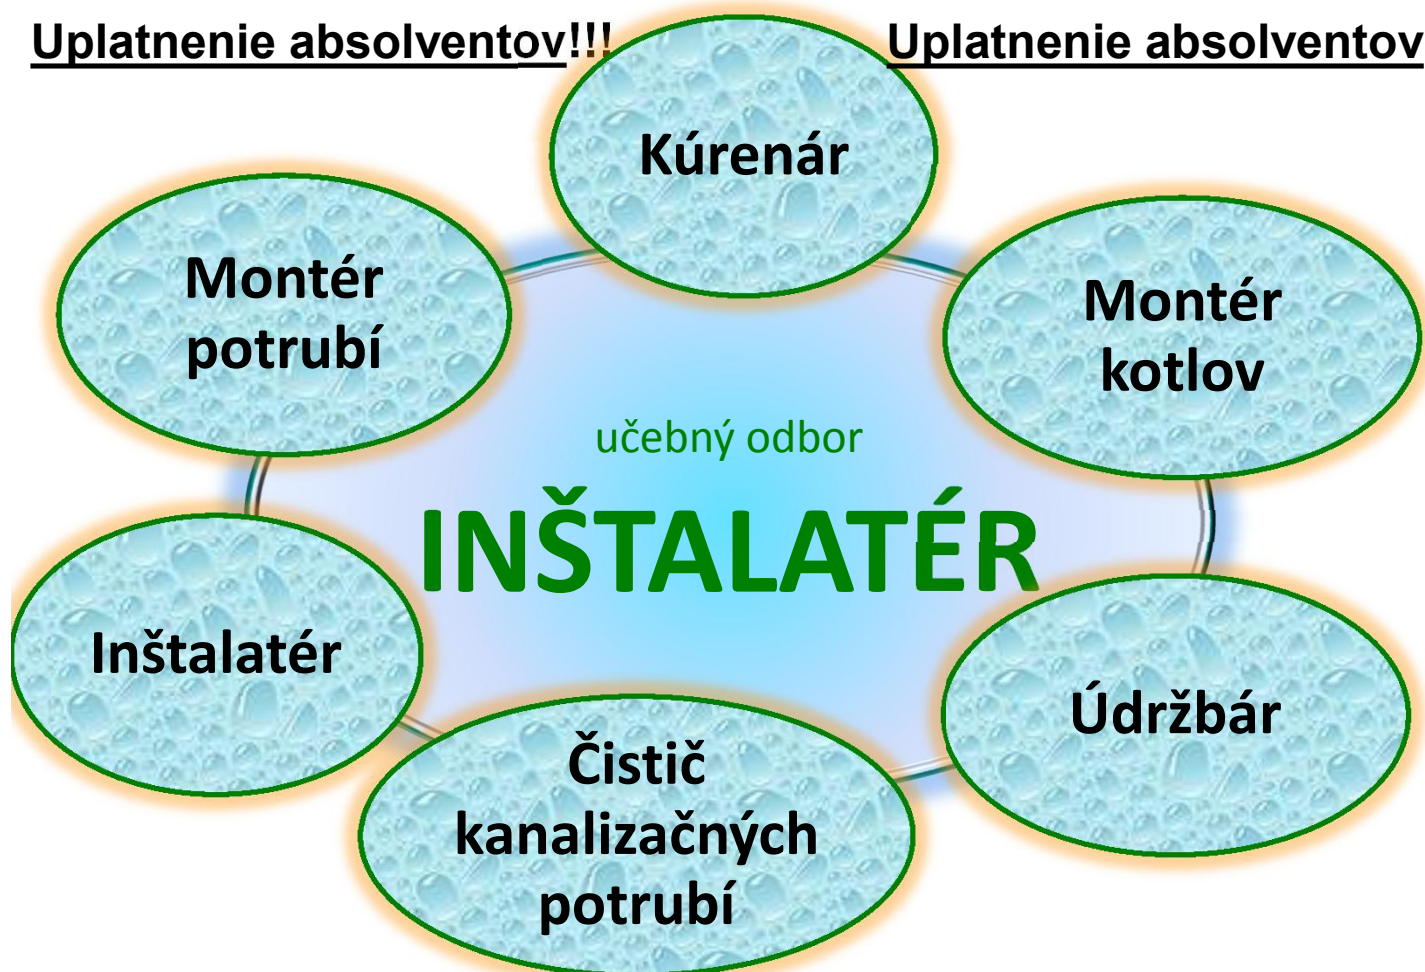 Uplatnenie absolventov!!!
Uplatnenie absolventov
Kúrenár
Montér
potrubí
Montér
kotlov
učebný odbor
INŠTALATÉR
Inštalatér
Údržbár
Čistič
kanalizačných
potrubí